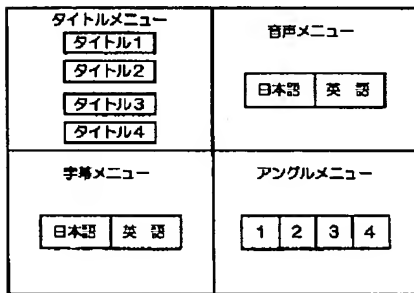 タイトルメニュー
タイトル1
タイトル2
タイトル3
タイトル4
音声メニュー
日本語 英 語
字幕メニュー
日本語 英 語
アングルメニュー
1 2 3 4